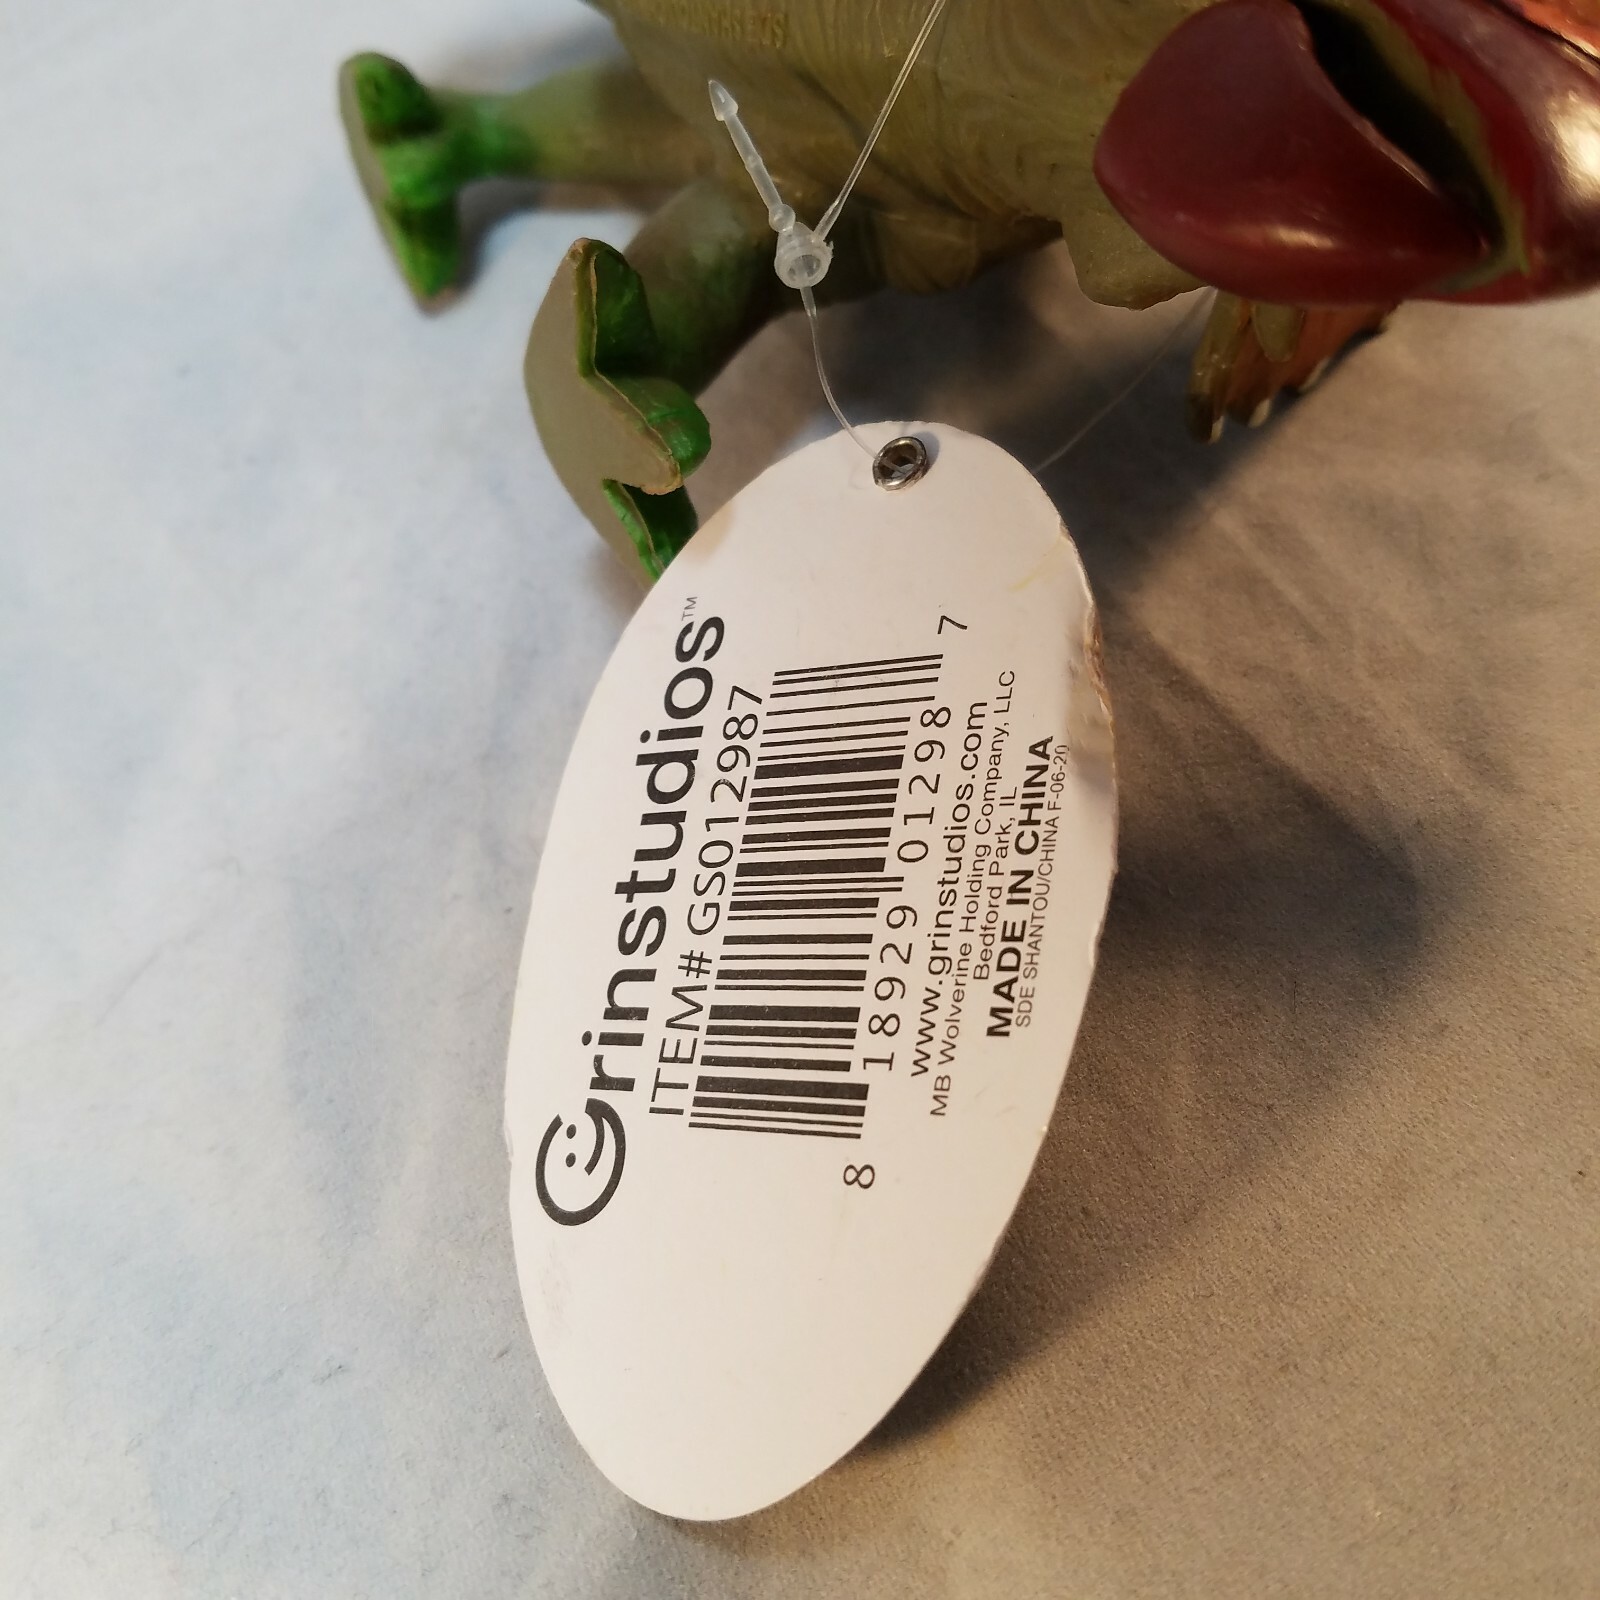 Grinstudios™
ITEM# GS012987
8 18929 01298 7
www.grinstudios.com
MB Wolverine Holding Company, LLC
Bedford Park, IL
MADE IN CHINA
SDE SHANTOU/CHINA F-06-20